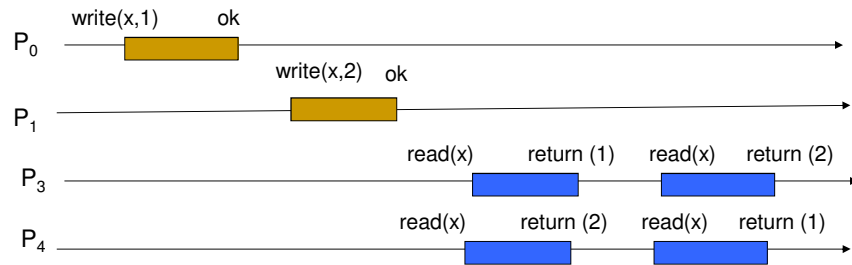 write(x,1) ok
P0
write(x,2) ok
P1
read(x) return (1) read(x) return (2)
P3
read(x) return (2) read(x) return (1)
P4